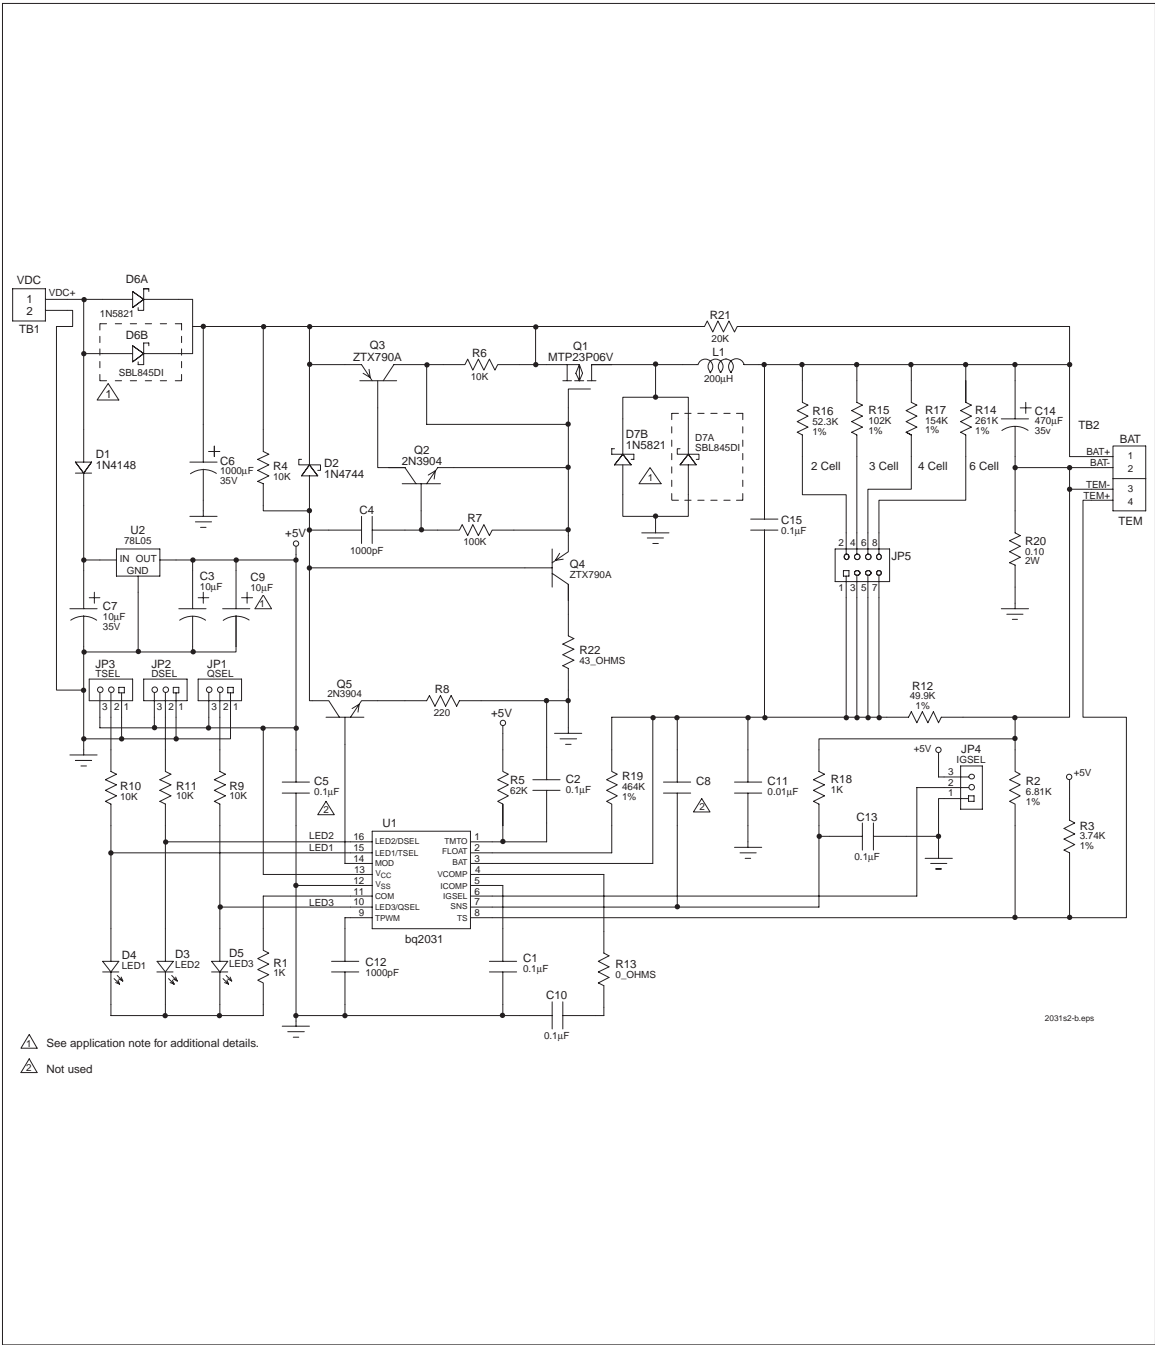 VDC
1
2
TB1
VDC+
D6A
1N5821
D6B
SBL845DI
1
D1
1N4148
C6
1000µF
35V
+
R4
10K
D2
1N4744
Q3
ZTX790A
R6
10K
Q1
MTP23P06V
R21
20K
L1
200µH
Q2
2N3904
C4
1000pF
R7
100K
D7B
1N5821
D7A
SBL845DI
1
R16
52.3K
1%
R15
102K
1%
R17
154K
1%
R14
261K
1%
+
C14
470µF
35v
2 Cell
3 Cell
4 Cell
6 Cell
TB2
BAT
BAT+
1
BAT-
2
TEM-
3
TEM+
4
TEM
C15
0.1µF
2 4 6 8
JP5
1 3 5 7
R20
0.10
2W
U2
78L05
IN OUT
GND
+5V
C7
10µF
35V
+
C3
10µF
+
C9
10µF
+
1
Q4
ZTX790A
R22
43_OHMS
JP3
TSEL
3 2 1
JP2
DSEL
3 2 1
JP1
QSEL
3 2 1
Q5
2N3904
R8
220
+5V
R12
49.9K
1%
R10
10K
R11
10K
R9
10K
C5
0.1µF
2
R5
62K
C2
0.1µF
R19
464K
1%
C8
2
C11
0.01µF
R18
1K
+5V
JP4
IGSEL
3
2
1
R2
6.81K
1%
+5V
R3
3.74K
1%
C13
0.1µF
U1
LED2
16
LED2/DSEL
TMTO
1
LED1
15
LED1/TSEL
FLOAT
2
14
MOD
BAT
3
13
VCC
VCOMP
4
12
VSS
ICOMP
5
11
COM
IGSEL
6
LED3
10
LED3/QSEL
SNS
7
9
TPWM
TS
8
bq2031
D4
LED1
D3
LED2
D5
LED3
R1
1K
C12
1000pF
C1
0.1µF
R13
0_OHMS
C10
0.1µF
2031s2-b.eps
1 See application note for additional details.
2 Not used